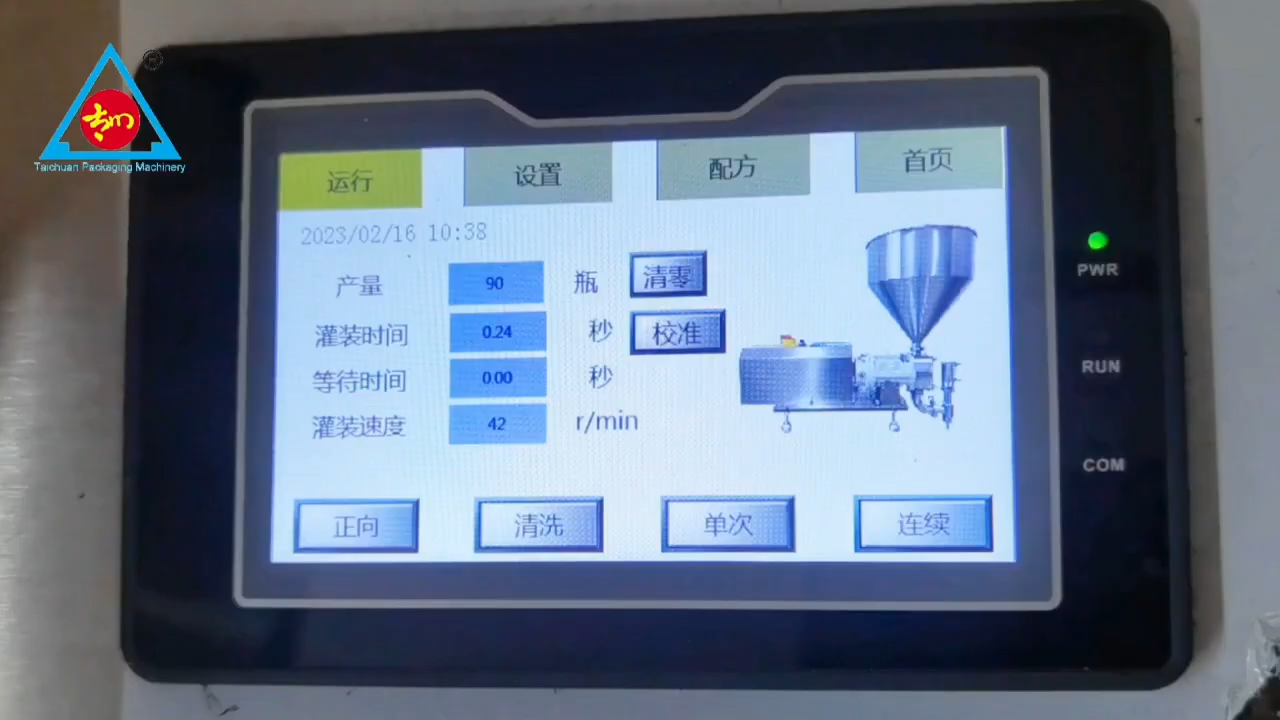 ®
Taichuan Packaging Machinery
运行 设置 配方 首页
2023/02/16 10:38
产量 90 瓶 清零
灌装时间 0.24 秒 校准
等待时间 0.00 秒
灌装速度 42 r/min
正向 清洗 单次 连续
PWR
RUN
COM